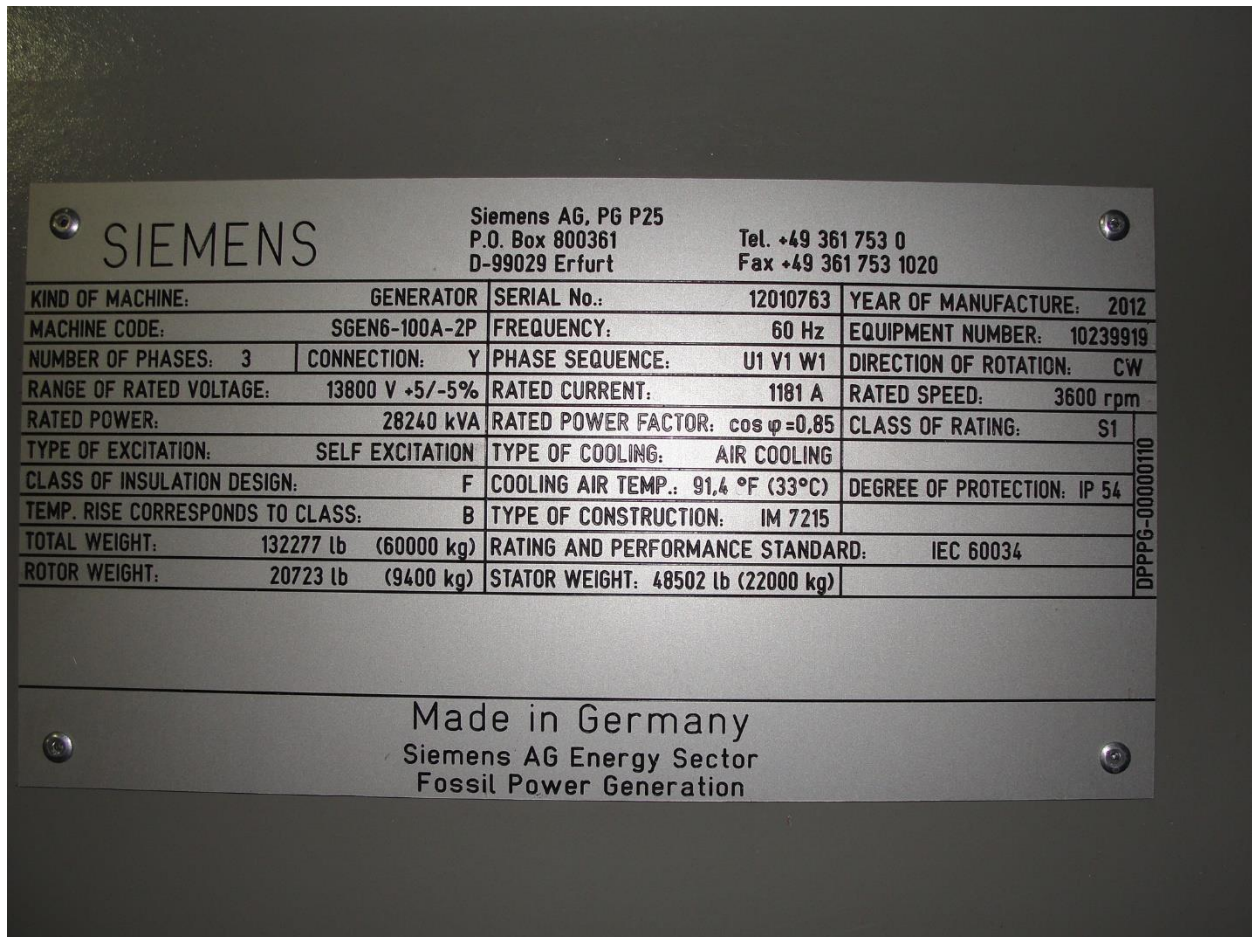 SIEMENS
Siemens AG, PG P25
P.O. Box 800361
D-99029 Erfurt
Tel. +49 361 753 0
Fax +49 361 753 1020
KIND OF MACHINE: GENERATOR SERIAL No.: 12010763 YEAR OF MANUFACTURE: 2012
MACHINE CODE: SGEN6-100A-2P FREQUENCY: 60 Hz EQUIPMENT NUMBER: 10239919
NUMBER OF PHASES: 3 CONNECTION: Y PHASE SEQUENCE: U1 V1 W1 DIRECTION OF ROTATION: CW
RANGE OF RATED VOLTAGE: 13800 V +5/-5% RATED CURRENT: 1181 A RATED SPEED: 3600 rpm
RATED POWER: 28240 kVA RATED POWER FACTOR: cos φ=0,85 CLASS OF RATING: S1
TYPE OF EXCITATION: SELF EXCITATION TYPE OF COOLING: AIR COOLING
CLASS OF INSULATION DESIGN: F COOLING AIR TEMP.: 91,4 °F (33°C) DEGREE OF PROTECTION: IP 54
TEMP. RISE CORRESPONDS TO CLASS: B TYPE OF CONSTRUCTION: IM 7215
TOTAL WEIGHT: 132277 lb (60000 kg) RATING AND PERFORMANCE STANDARD: IEC 60034
ROTOR WEIGHT: 20723 lb (9400 kg) STATOR WEIGHT: 48502 lb (22000 kg)
DPPPG-00000110
Made in Germany
Siemens AG Energy Sector
Fossil Power Generation